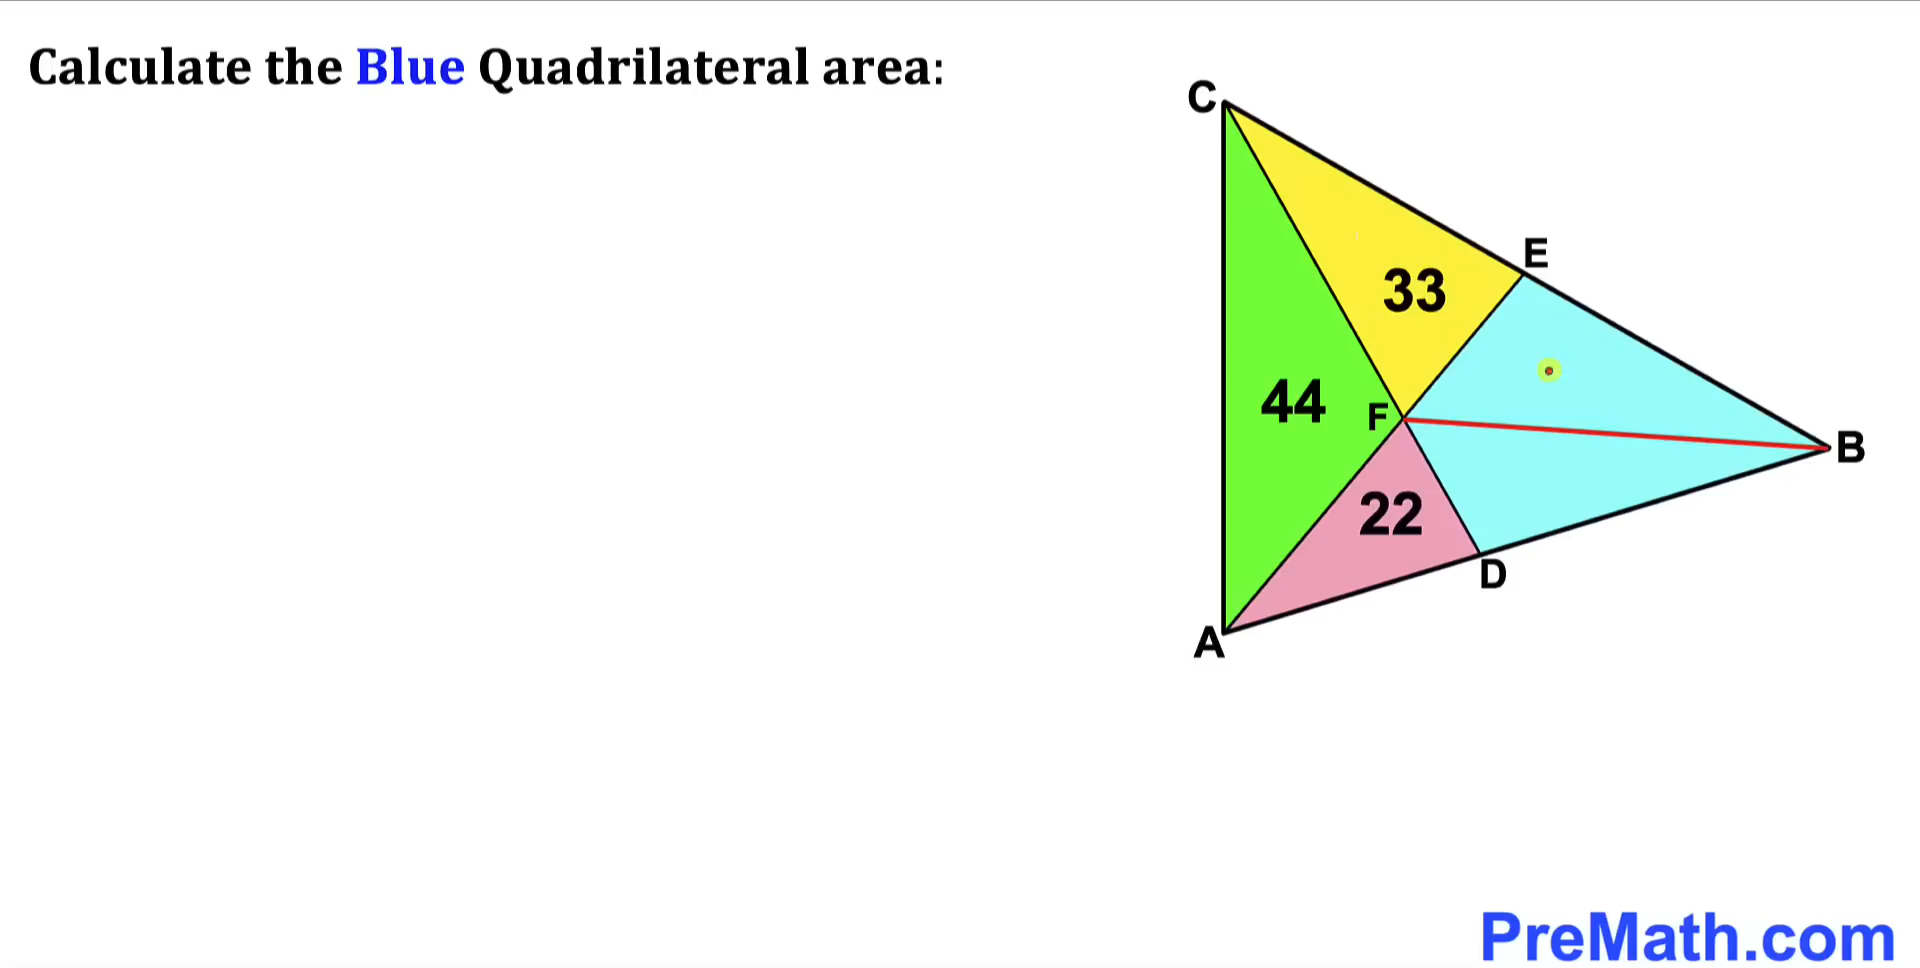 Calculate the Blue Quadrilateral area:
C
E
33
44
F
B
22
D
A
PreMath.com